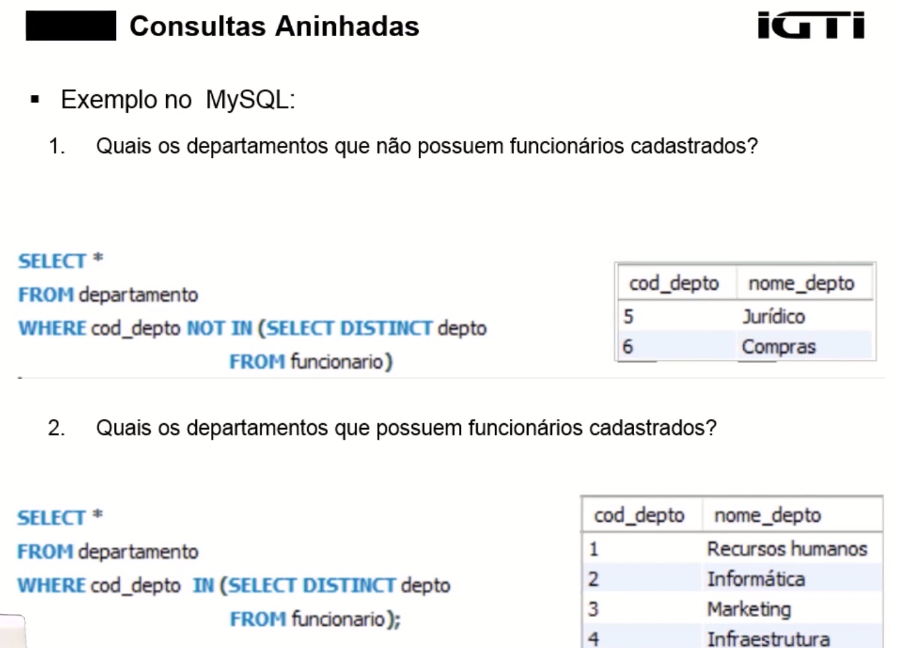 Consultas Aninhadas
iGTi
▪ Exemplo no MySQL:
1. Quais os departamentos que não possuem funcionários cadastrados?
SELECT *
FROM departamento
WHERE cod_depto NOT IN (SELECT DISTINCT depto
FROM funcionario)
cod_depto nome_depto
5 Jurídico
6 Compras
2. Quais os departamentos que possuem funcionários cadastrados?
SELECT *
FROM departamento
WHERE cod_depto IN (SELECT DISTINCT depto
FROM funcionario);
cod_depto nome_depto
1 Recursos humanos
2 Informática
3 Marketing
4 Infraestrutura